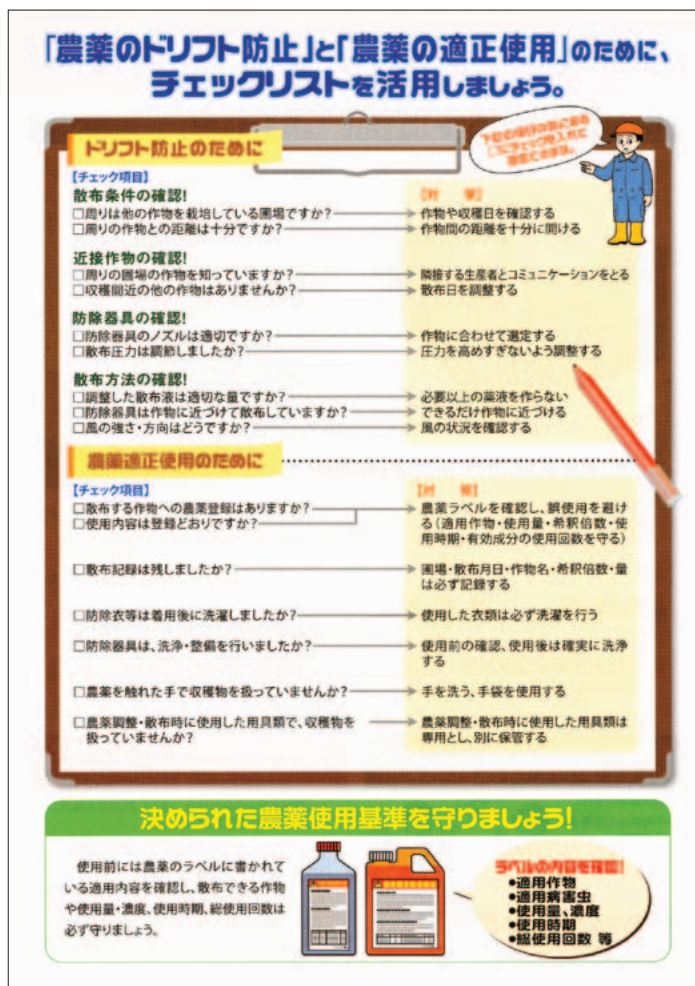 「農薬のドリフト防止」と「農薬の適正使用」のために、
チェックリストを活用しましょう。
ドリフト防止のために
【チェック項目】
【対 策】
散布条件の確認!
□周りは他の作物を栽培している圃場ですか? 作物や収穫日を確認する
□周りの作物との距離は十分ですか? 作物間の距離を十分に開ける
近接作物の確認!
□周りの圃場の作物を知っていますか? 隣接する生産者とコミュニケーションをとる
□収穫間近の他の作物はありませんか? 散布日を調整する
防除器具の確認!
□防除器具のノズルは適切ですか? 作物に合わせて選定する
□散布圧力は調節しましたか? 圧力を高めすぎないよう調整する
散布方法の確認!
□調整した散布液は適切な量ですか? 必要以上の薬液を作らない
□防除器具は作物に近づけて散布していますか? できるだけ作物に近づける
□風の強さ・方向はどうですか? 風の状況を確認する
農薬適正使用のために
【チェック項目】
【対 策】
□散布する作物への農薬登録はありますか?
□使用内容は登録どおりですか?
農薬ラベルを確認し、誤使用を避け
る(適用作物・使用量・希釈倍数・使
用時期・有効成分の使用回数を守る)
□散布記録は残しましたか?
圃場・散布月日・作物名・希釈倍数・量
は必ず記録する
□防除衣等は着用後に洗濯しましたか? 使用した衣類は必ず洗濯を行う
□防除器具は、洗浄・整備を行いましたか?
使用前の確認、使用後は確実に洗浄
する
□農薬を触れた手で収穫物を扱っていませんか? 手を洗う、手袋を使用する
□農薬調整・散布時に使用した用具類で、収穫物を
扱っていませんか?
農薬調整・散布時に使用した用具類は
専用とし、別に保管する
決められた農薬使用基準を守りましょう!
使用前には農薬のラベルに書かれて
いる適用内容を確認し、散布できる作物
や使用量・濃度、使用時期、総使用回数は
必ず守りましょう。
ラベルの内容を確認!
●適用作物
●適用病害虫
●使用量、濃度
●使用時期
●総使用回数 等